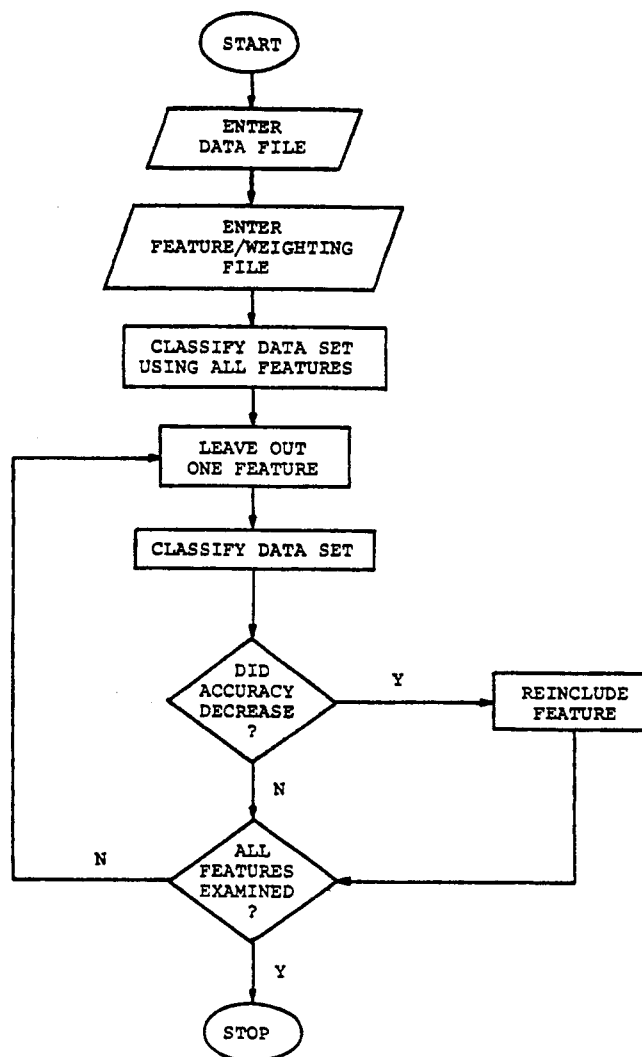 START
ENTER
DATA FILE
ENTER
FEATURE/WEIGHTING
FILE
CLASSIFY DATA SET
USING ALL FEATURES
LEAVE OUT
ONE FEATURE
CLASSIFY DATA SET
DID
ACCURACY
DECREASE
?
Y
REINCLUDE
FEATURE
N
ALL
FEATURES
EXAMINED
?
N
Y
STOP